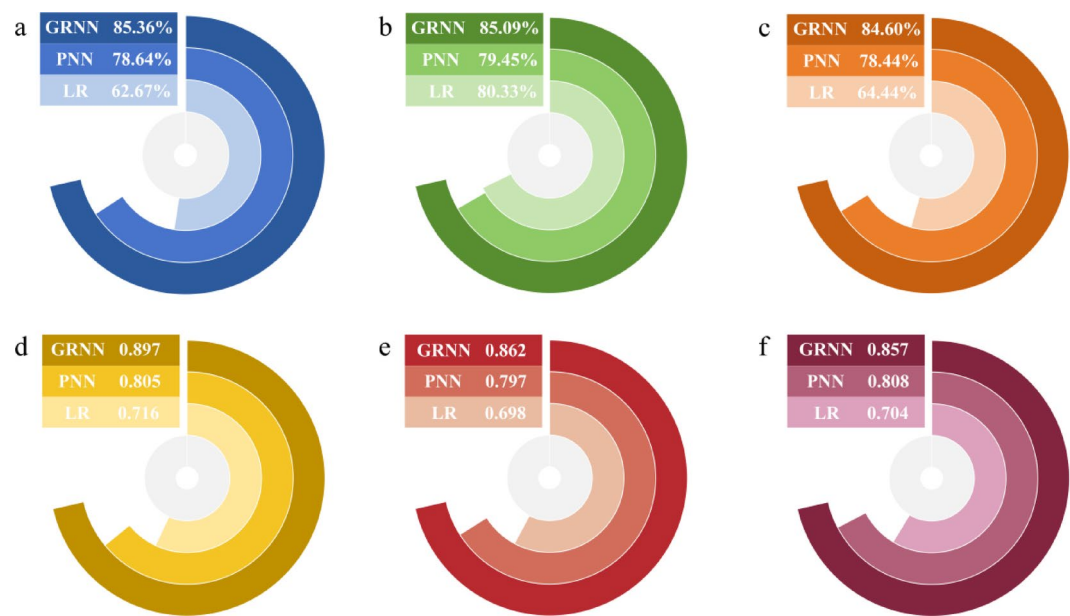 a
GRNN 85.36%
PNN 78.64%
LR 62.67%
b
GRNN 85.09%
PNN 79.45%
LR 80.33%
c
GRNN 84.60%
PNN 78.44%
LR 64.44%
d
GRNN 0.897
PNN 0.805
LR 0.716
e
GRNN 0.862
PNN 0.797
LR 0.698
f
GRNN 0.857
PNN 0.808
LR 0.704